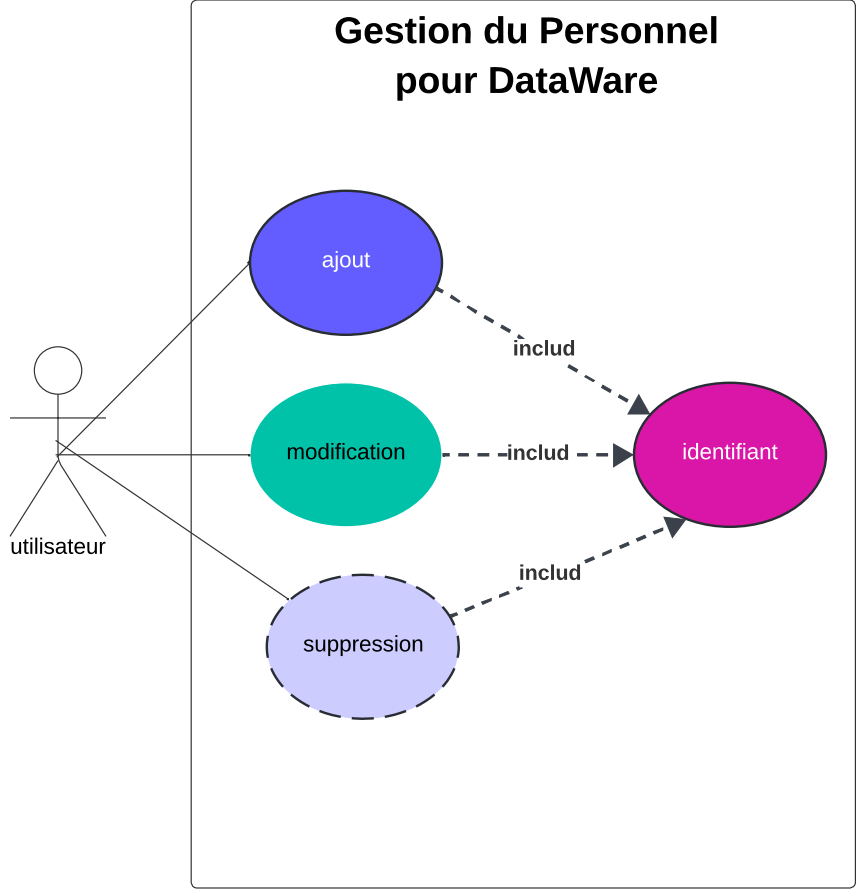 Gestion du Personnel
pour DataWare
ajout
includ
modification
includ
identifiant
utilisateur
includ
suppression